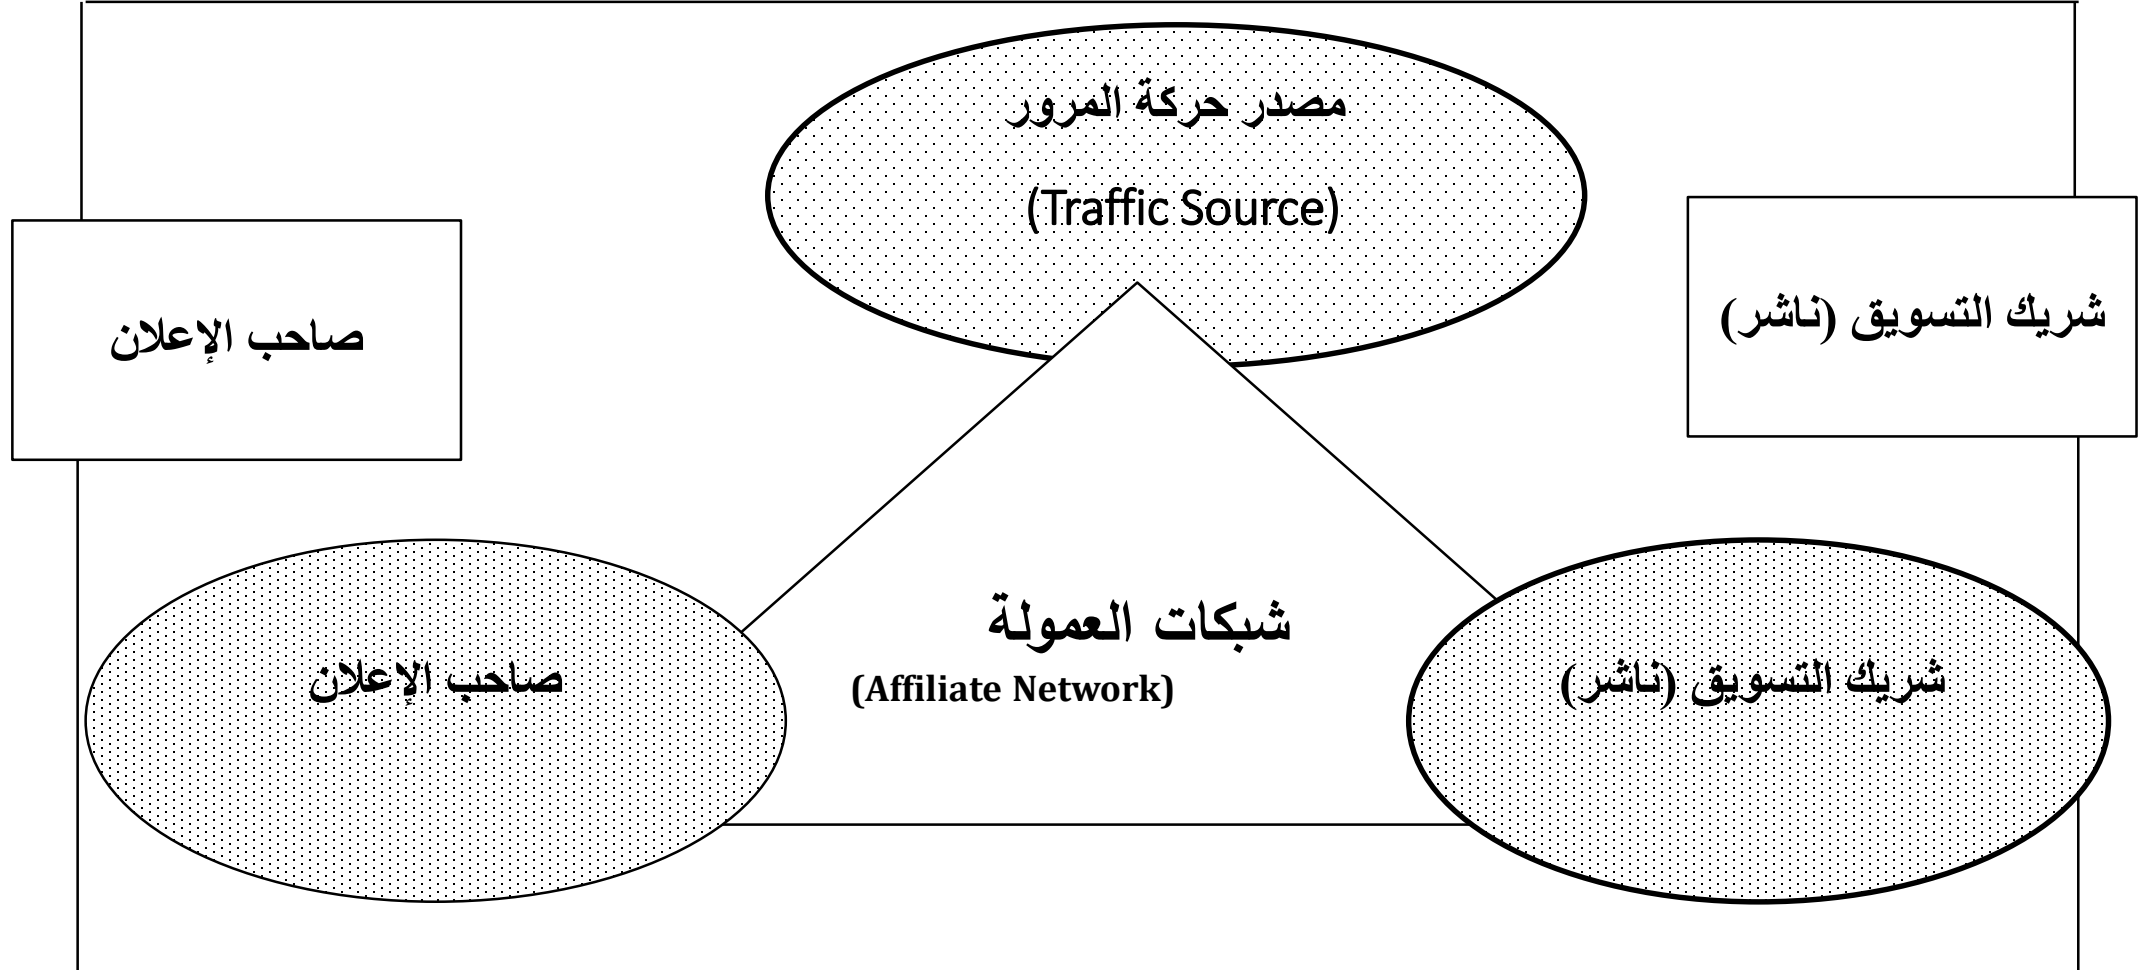 مصدر حركة المرور
(Traffic Source)
شريك التسويق (ناشر)
صاحب الإعلان
شبكات العمولة
(Affiliate Network)
شريك التسويق (ناشر)
صاحب الإعلان